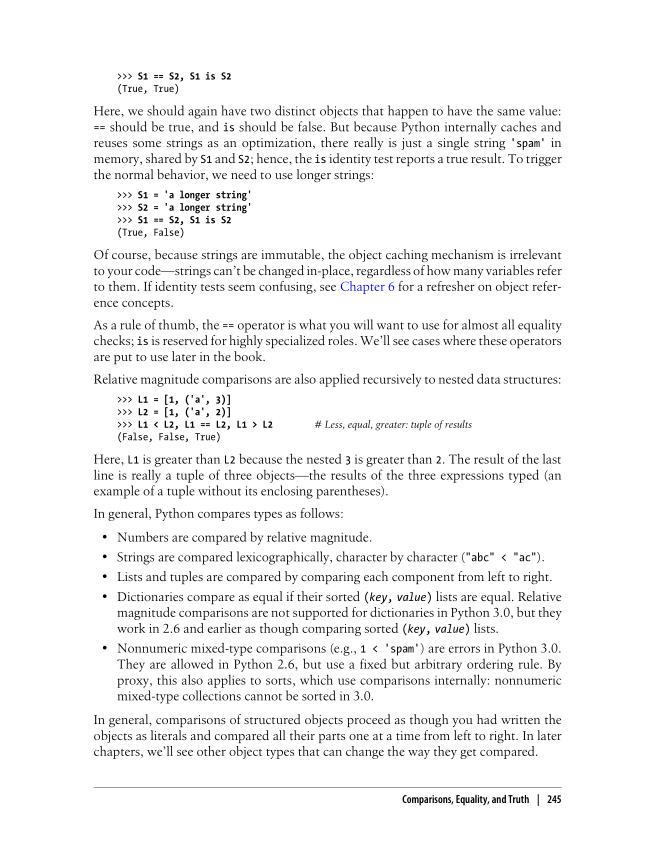 >>> S1 == S2, S1 is S2
(True, True)
Here, we should again have two distinct objects that happen to have the same value:
== should be true, and is should be false. But because Python internally caches and
reuses some strings as an optimization, there really is just a single string 'spam' in
memory, shared by S1 and S2; hence, the is identity test reports a true result. To trigger
the normal behavior, we need to use longer strings:
>>> S1 = 'a longer string'
>>> S2 = 'a longer string'
>>> S1 == S2, S1 is S2
(True, False)
Of course, because strings are immutable, the object caching mechanism is irrelevant
to your code—strings can't be changed in-place, regardless of how many variables refer
to them. If identity tests seem confusing, see Chapter 6 for a refresher on object refer-
ence concepts.
As a rule of thumb, the == operator is what you will want to use for almost all equality
checks; is is reserved for highly specialized roles. We'll see cases where these operators
are put to use later in the book.
Relative magnitude comparisons are also applied recursively to nested data structures:
>>> L1 = [1, ('a', 3)]
>>> L2 = [1, ('a', 2)]
>>> L1 < L2, L1 == L2, L1 > L2 # Less, equal, greater: tuple of results
(False, False, True)
Here, L1 is greater than L2 because the nested 3 is greater than 2. The result of the last
line is really a tuple of three objects—the results of the three expressions typed (an
example of a tuple without its enclosing parentheses).
In general, Python compares types as follows:
• Numbers are compared by relative magnitude.
• Strings are compared lexicographically, character by character ("abc" < "ac").
• Lists and tuples are compared by comparing each component from left to right.
• Dictionaries compare as equal if their sorted (key, value) lists are equal. Relative
magnitude comparisons are not supported for dictionaries in Python 3.0, but they
work in 2.6 and earlier as though comparing sorted (key, value) lists.
• Nonnumeric mixed-type comparisons (e.g., 1 < 'spam') are errors in Python 3.0.
They are allowed in Python 2.6, but use a fixed but arbitrary ordering rule. By
proxy, this also applies to sorts, which use comparisons internally: nonnumeric
mixed-type collections cannot be sorted in 3.0.
In general, comparisons of structured objects proceed as though you had written the
objects as literals and compared all their parts one at a time from left to right. In later
chapters, we'll see other object types that can change the way they get compared.
Comparisons, Equality, and Truth | 245